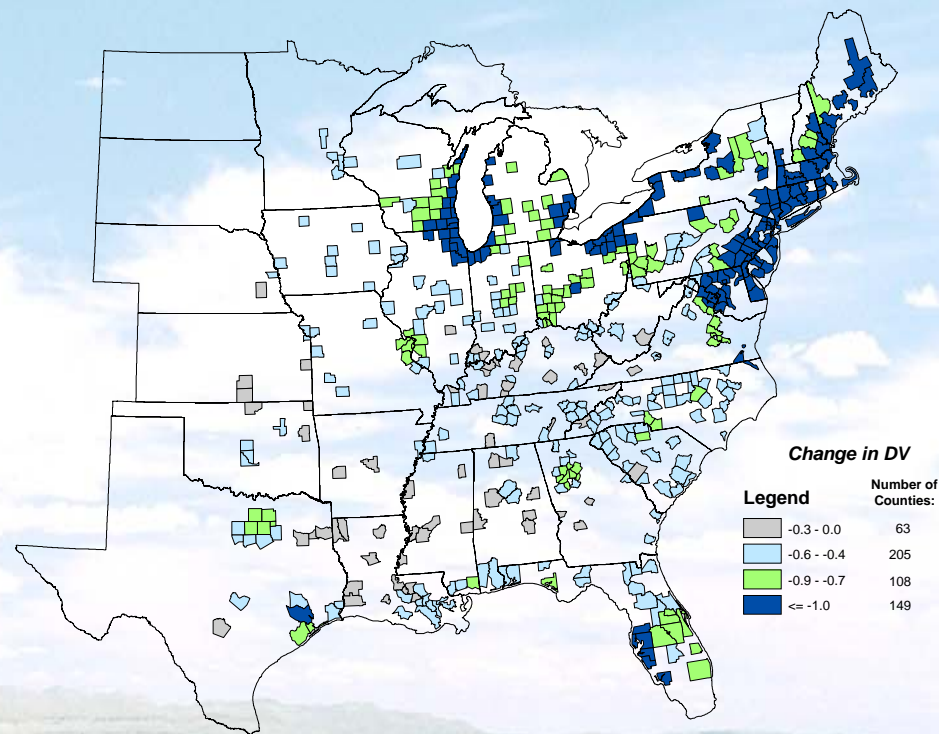 Change in DV
Legend
Number of
Counties:
-0.3 - 0.0 63
-0.6 - -0.4 205
-0.9 - -0.7 108
<= -1.0 149